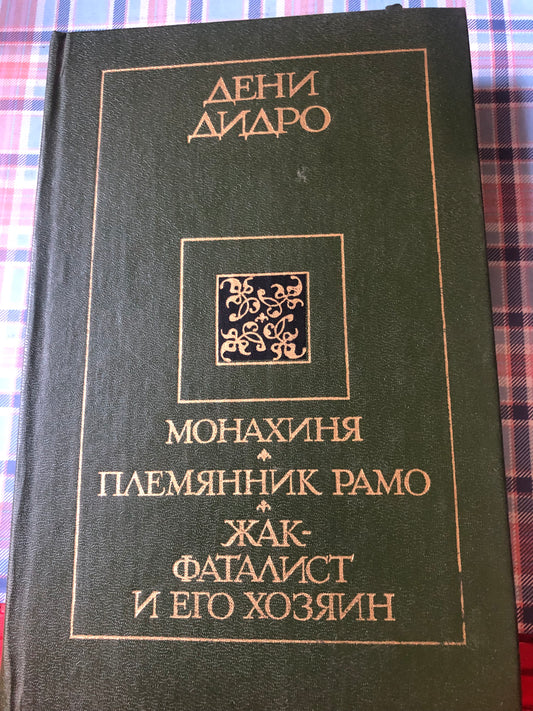 ДЕНИ
ДИДРО
МОНАХИНЯ
ПЛЕМЯННИК РАМО
ЖАК-
ФАТАЛИСТ
И ЕГО ХОЗЯИН